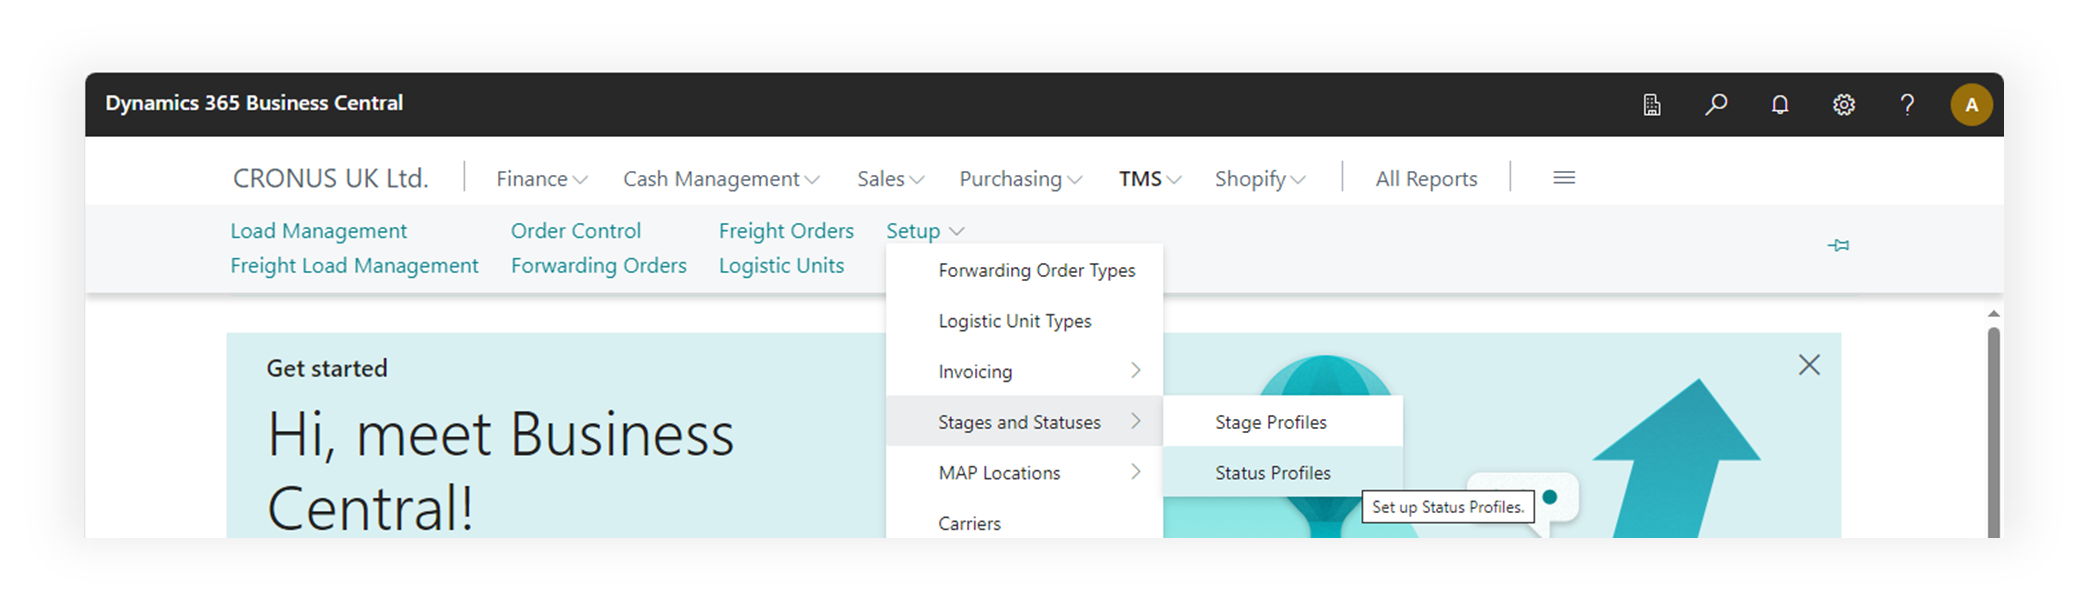 Dynamics 365 Business Central
A
CRONUS UK Ltd. Finance Cash Management Sales Purchasing TMS Shopify All Reports
Load Management Order Control Freight Orders Setup
Freight Load Management Forwarding Orders Logistic Units
Forwarding Order Types
Logistic Unit Types
Invoicing
Stages and Statuses
MAP Locations
Carriers
Stage Profiles
Status Profiles
Set up Status Profiles.
Get started
Hi, meet Business
Central!